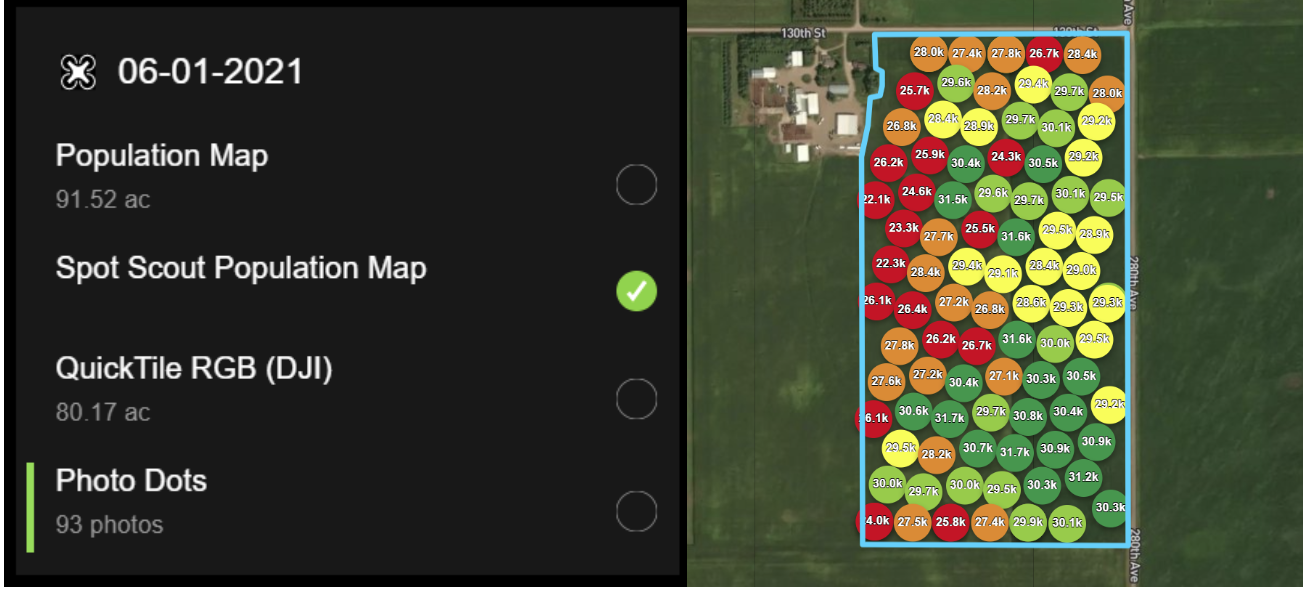 06-01-2021
Population Map
91.52 ac
Spot Scout Population Map
QuickTile RGB (DJI)
80.17 ac
Photo Dots
93 photos
130th St
130th St
Ave
28.0k 27.4k 27.8k 26.7k 28.4k
25.7k 29.6k 28.2k 29.4k 29.7k 28.0k
26.8k 28.4k 28.9k 29.7k 30.1k 29.2k
26.2k 25.9k 30.4k 24.3k 30.5k 29.2k
22.1k 24.6k 31.5k 29.6k 29.7k 30.1k 29.5k
23.3k 27.7k 25.5k 31.6k 29.5k 28.9k
22.3k 28.4k 29.4k 29.1k 28.4k 29.0k
26.1k 26.4k 27.2k 26.8k 28.6k 29.3k 29.3k
27.8k 26.2k 26.7k 31.6k 30.0k 29.5k
27.6k 27.2k 30.4k 27.1k 30.3k 30.5k
6.1k 30.6k 31.7k 29.7k 30.8k 30.4k 29.2k
29.5k 28.2k 30.7k 31.7k 30.9k 30.9k
30.0k 29.7k 30.0k 29.5k 30.3k 31.2k
4.0k 27.5k 25.8k 27.4k 29.9k 30.1k 30.3k
280th Ave
280th Ave